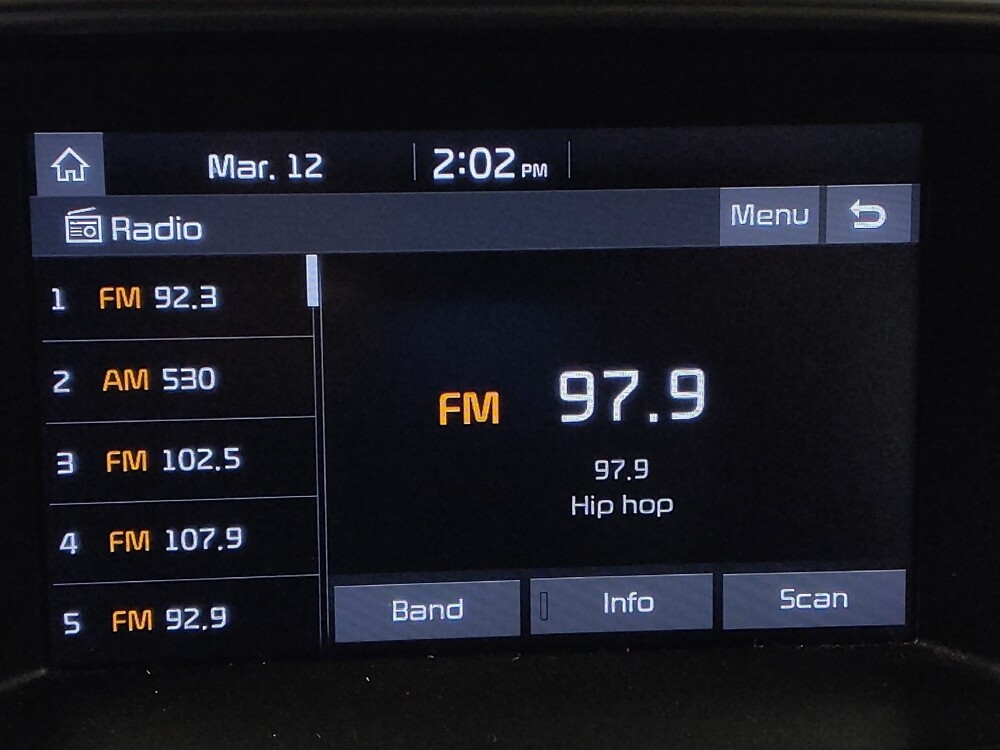 Mar. 12 2:02 PM
Radio Menu
1 FM 92.3
2 AM 530
3 FM 102.5
4 FM 107.9
5 FM 92.9
FM 97.9
97.9
Hip hop
Band Info Scan